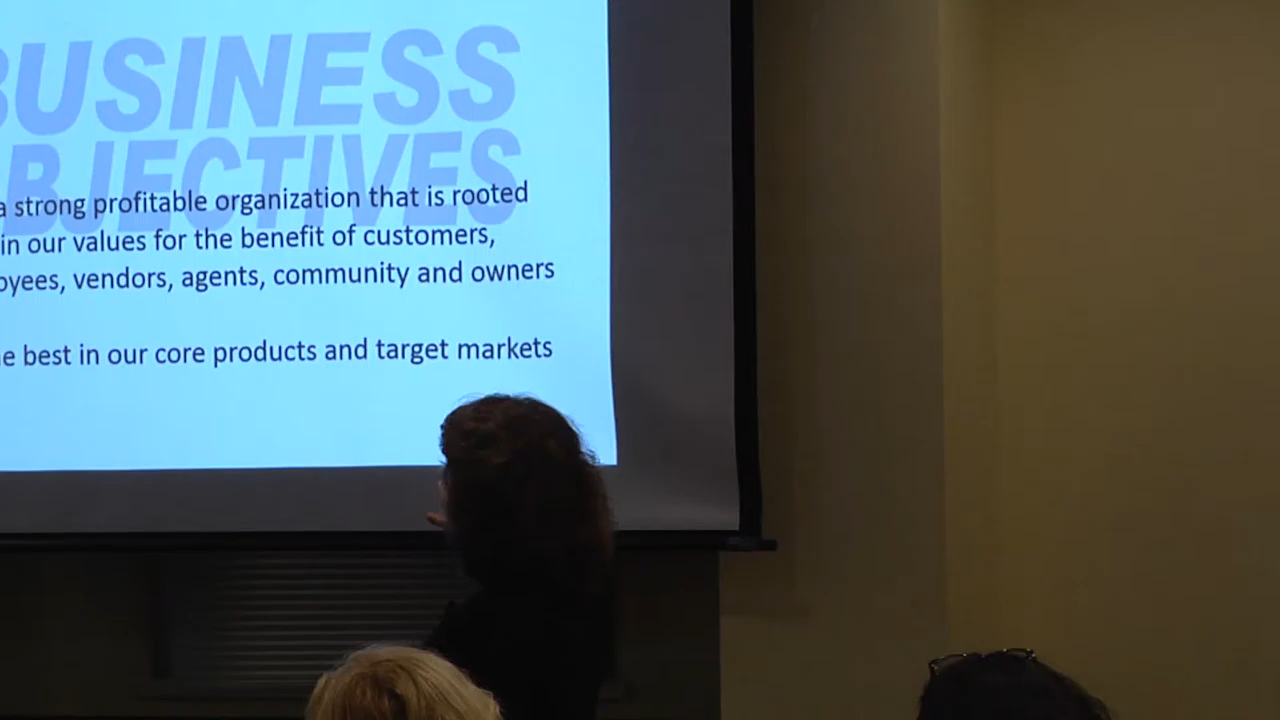 BUSINESS
BJECTIVES
a strong profitable organization that is rooted
in our values for the benefit of customers,
oyees, vendors, agents, community and owners
e best in our core products and target markets